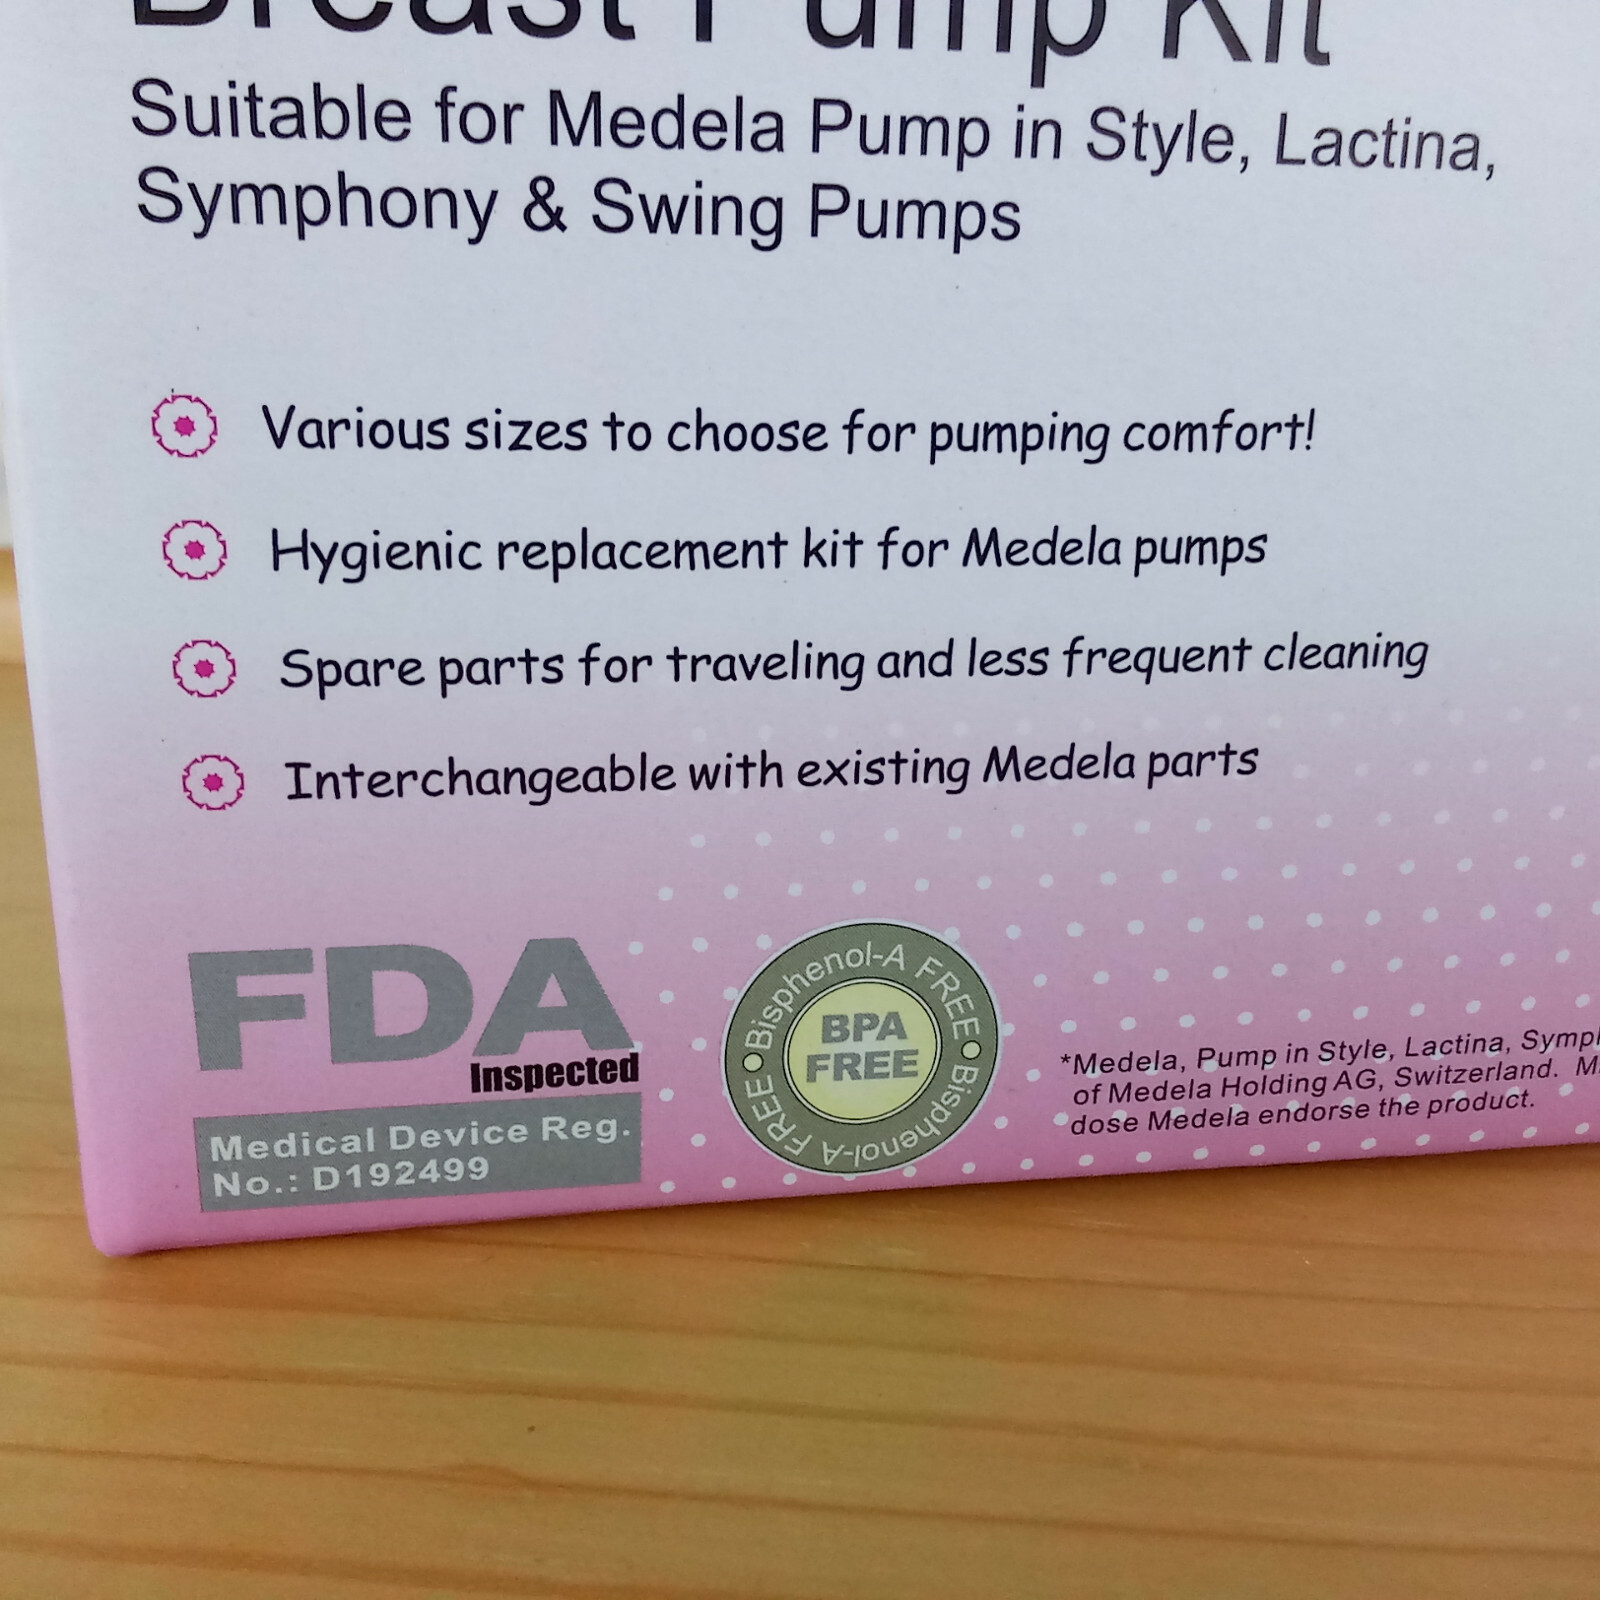 Breast Pump Kit
Suitable for Medela Pump in Style, Lactina,
Symphony & Swing Pumps
Various sizes to choose for pumping comfort!
Hygienic replacement kit for Medela pumps
Spare parts for traveling and less frequent cleaning
Interchangeable with existing Medela parts
FDA
Inspected
Medical Device Reg.
No.: D192499
Bisphenol-A FREE • Bisphenol-A FREE •
BPA
FREE
*Medela, Pump in Style, Lactina,
of Medela Holding AG, Switzerland.
dose Medela endorse the product.